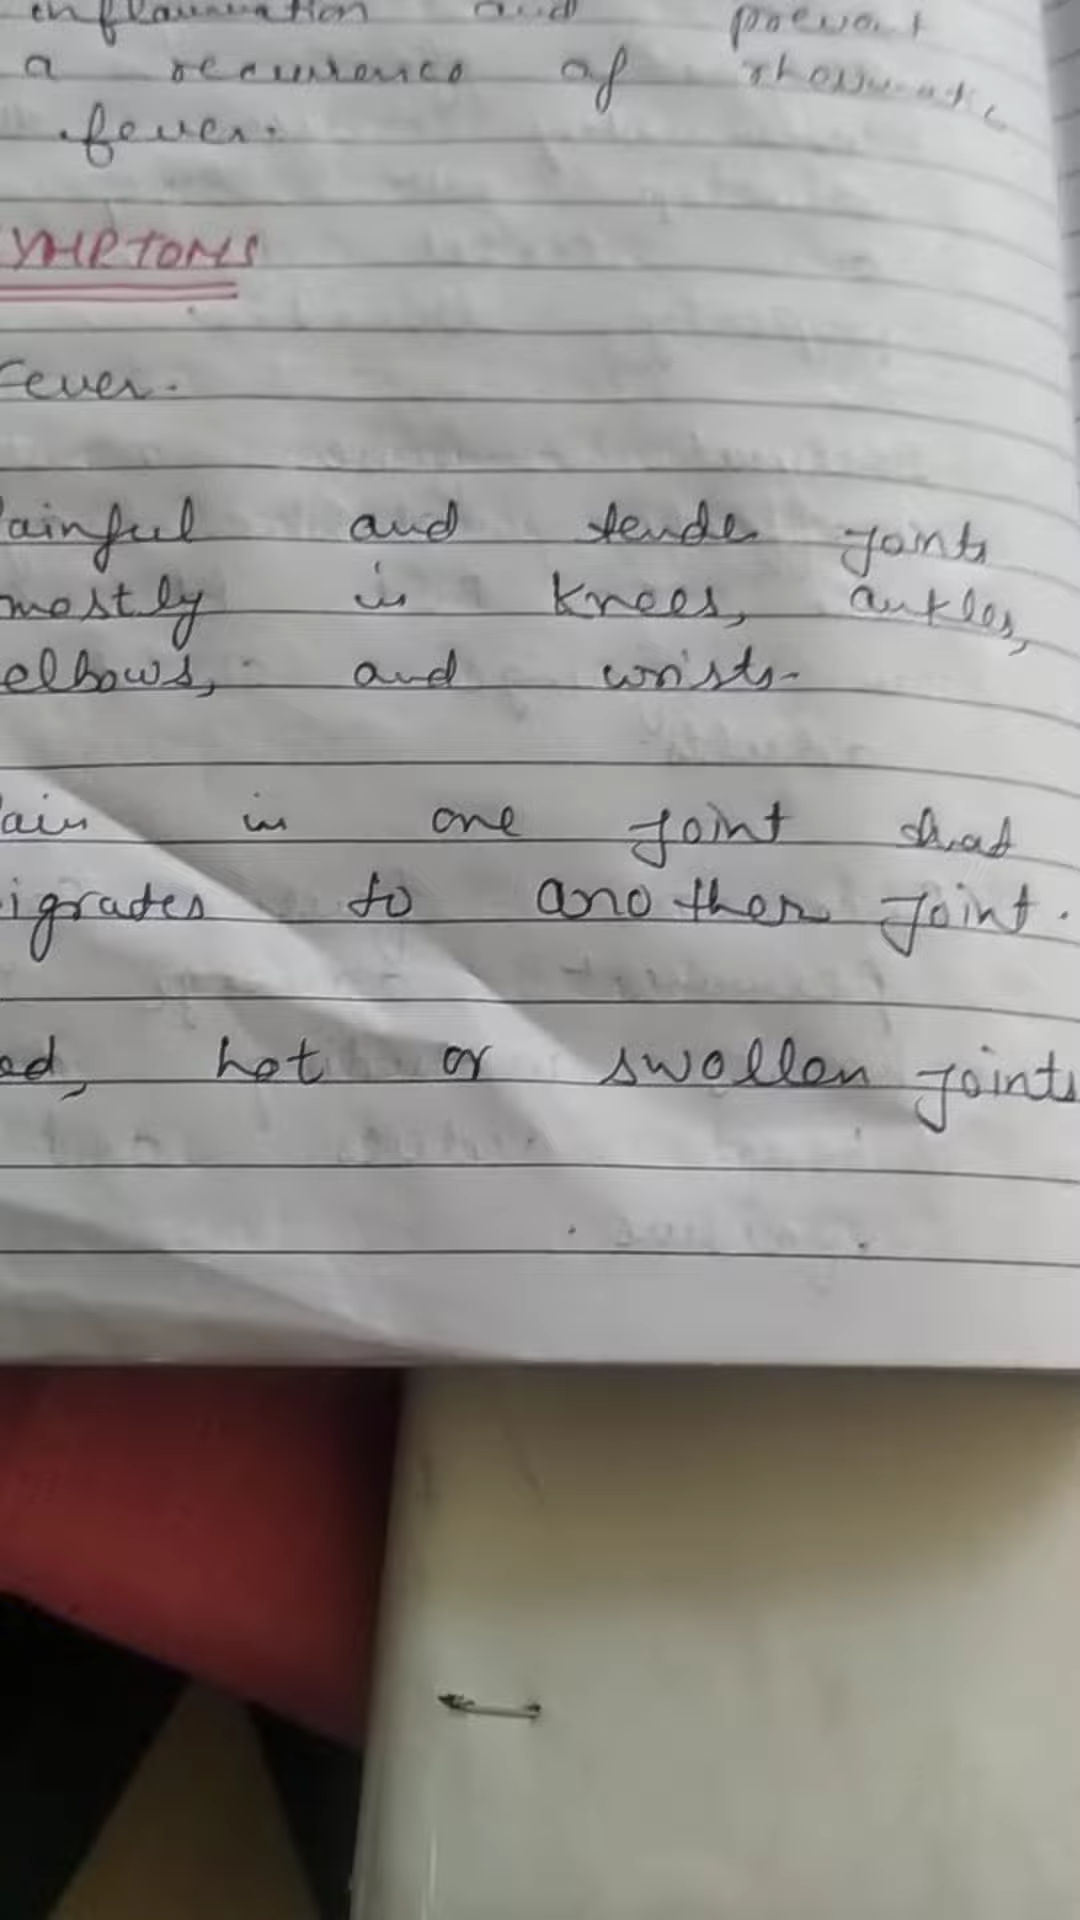 inflammation and prevent
a recurrence of rheumatic
fever.
YMPTOMS
Fever.
ainful and tender joints
mostly in knees, ankles,
elbows, and wrists-
ain in one joint that
igrates to another joint.
ed, hot or swollen joints